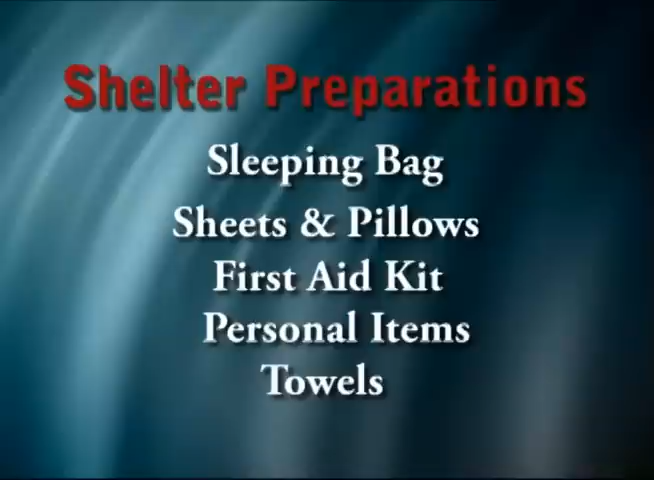 Shelter Preparations
Sleeping Bag
Sheets & Pillows
First Aid Kit
Personal Items
Towels